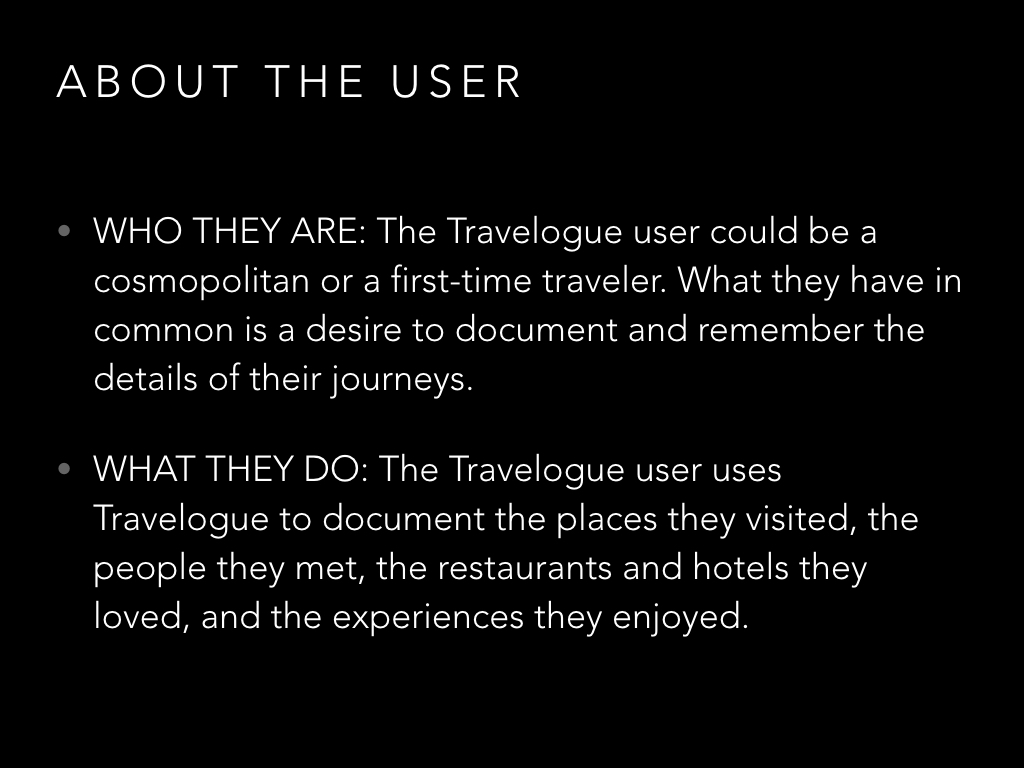 ABOUT THE USER
• WHO THEY ARE: The Travelogue user could be a
cosmopolitan or a first-time traveler. What they have in
common is a desire to document and remember the
details of their journeys.
• WHAT THEY DO: The Travelogue user uses
Travelogue to document the places they visited, the
people they met, the restaurants and hotels they
loved, and the experiences they enjoyed.